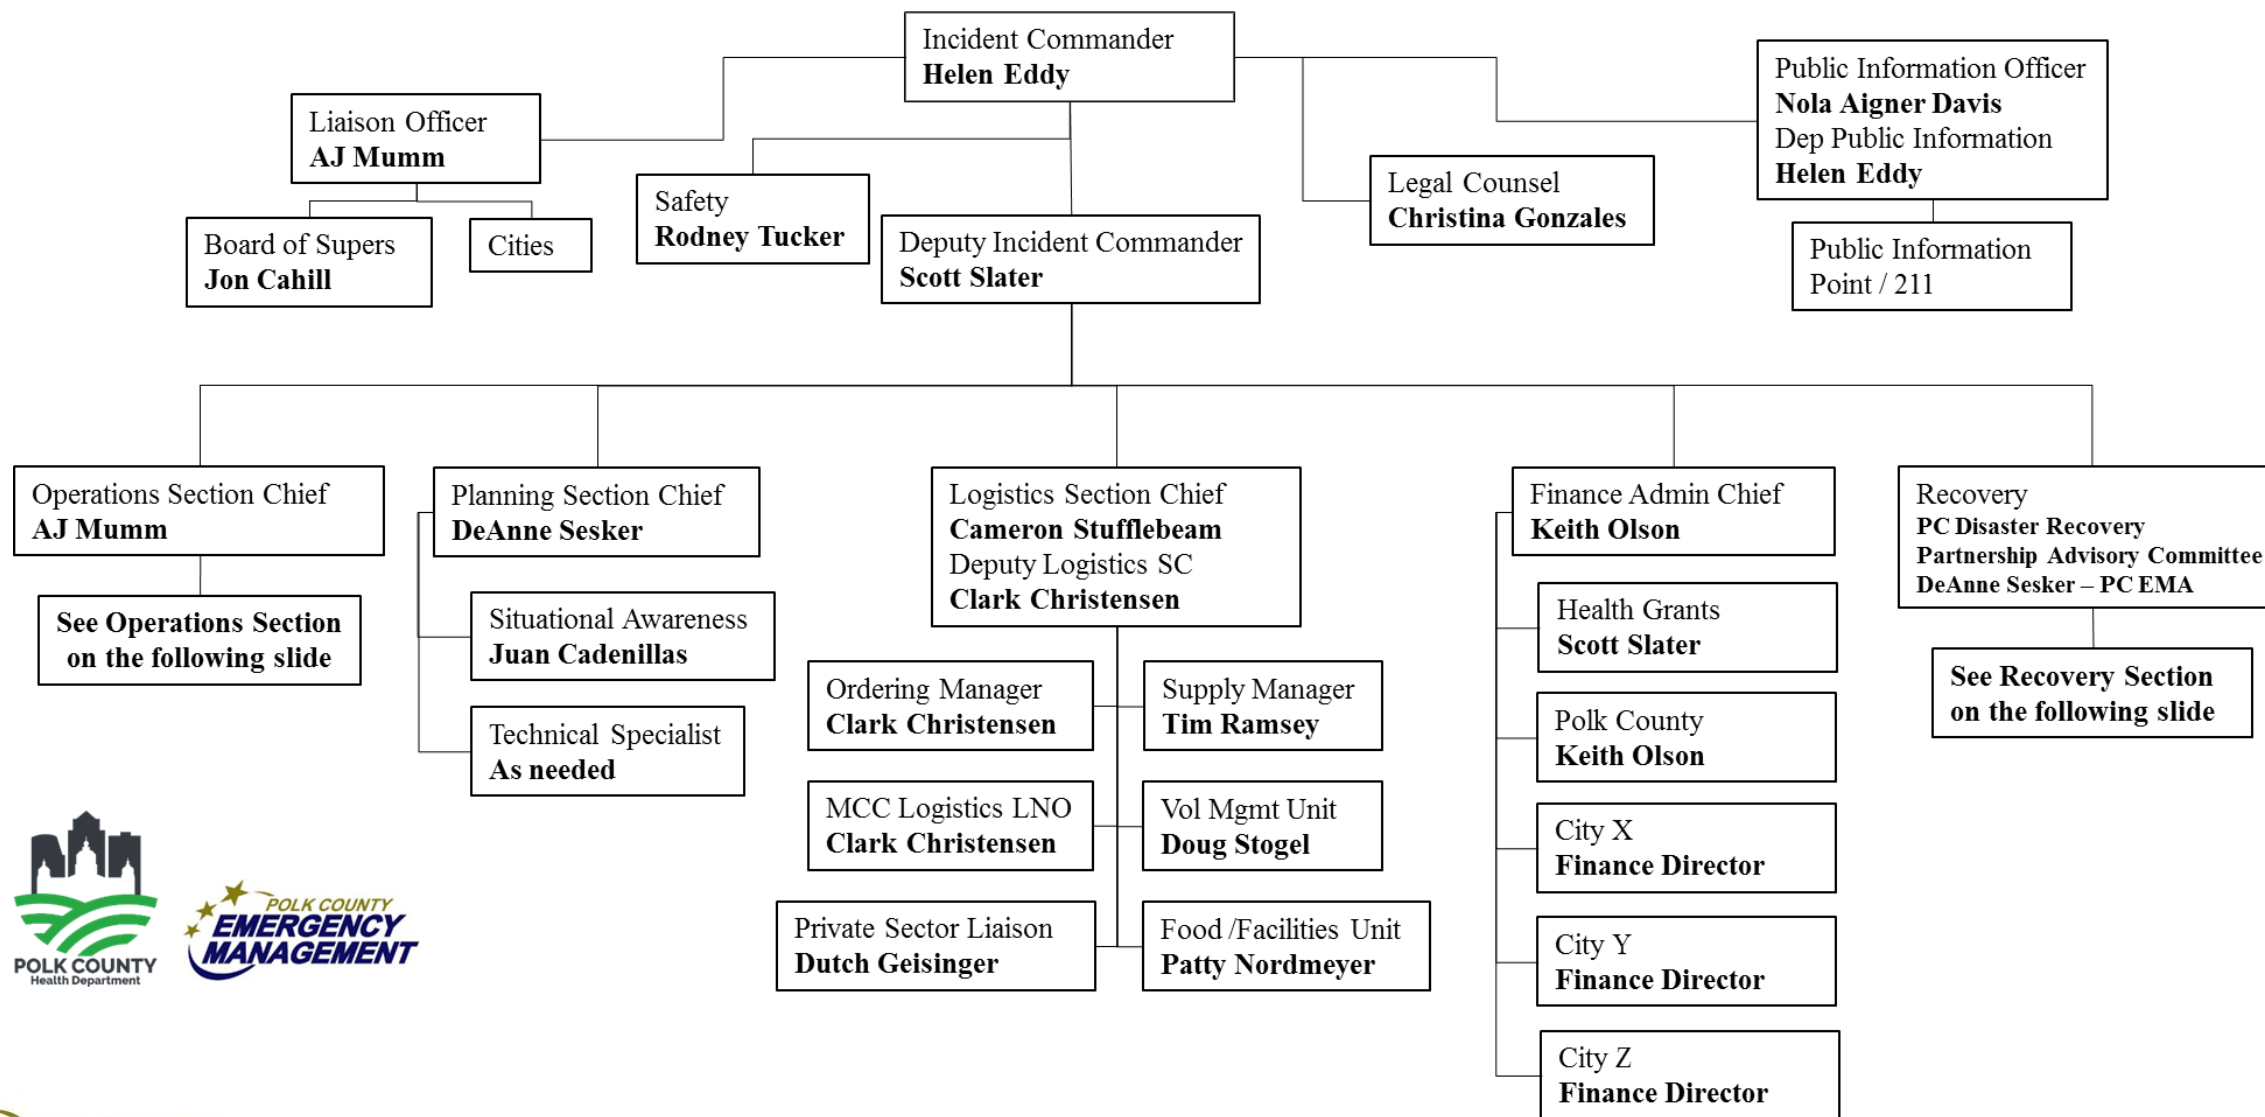 Incident Commander
Helen Eddy
Public Information Officer
Nola Aigner Davis
Dep Public Information
Helen Eddy
Liaison Officer
AJ Mumm
Legal Counsel
Christina Gonzales
Safety
Rodney Tucker
Board of Supers
Jon Cahill
Cities
Deputy Incident Commander
Scott Slater
Public Information
Point / 211
Operations Section Chief
AJ Mumm
See Operations Section
on the following slide
Planning Section Chief
DeAnne Sesker
Situational Awareness
Juan Cadenillas
Technical Specialist
As needed
Logistics Section Chief
Cameron Stufflebeam
Deputy Logistics SC
Clark Christensen
Ordering Manager
Clark Christensen
Supply Manager
Tim Ramsey
MCC Logistics LNO
Clark Christensen
Vol Mgmt Unit
Doug Stogel
Private Sector Liaison
Dutch Geisinger
Food /Facilities Unit
Patty Nordmeyer
Finance Admin Chief
Keith Olson
Health Grants
Scott Slater
Polk County
Keith Olson
City X
Finance Director
City Y
Finance Director
City Z
Finance Director
Recovery
PC Disaster Recovery
Partnership Advisory Committee
DeAnne Sesker – PC EMA
See Recovery Section
on the following slide
POLK COUNTY
Health Department
POLK COUNTY
EMERGENCY
MANAGEMENT